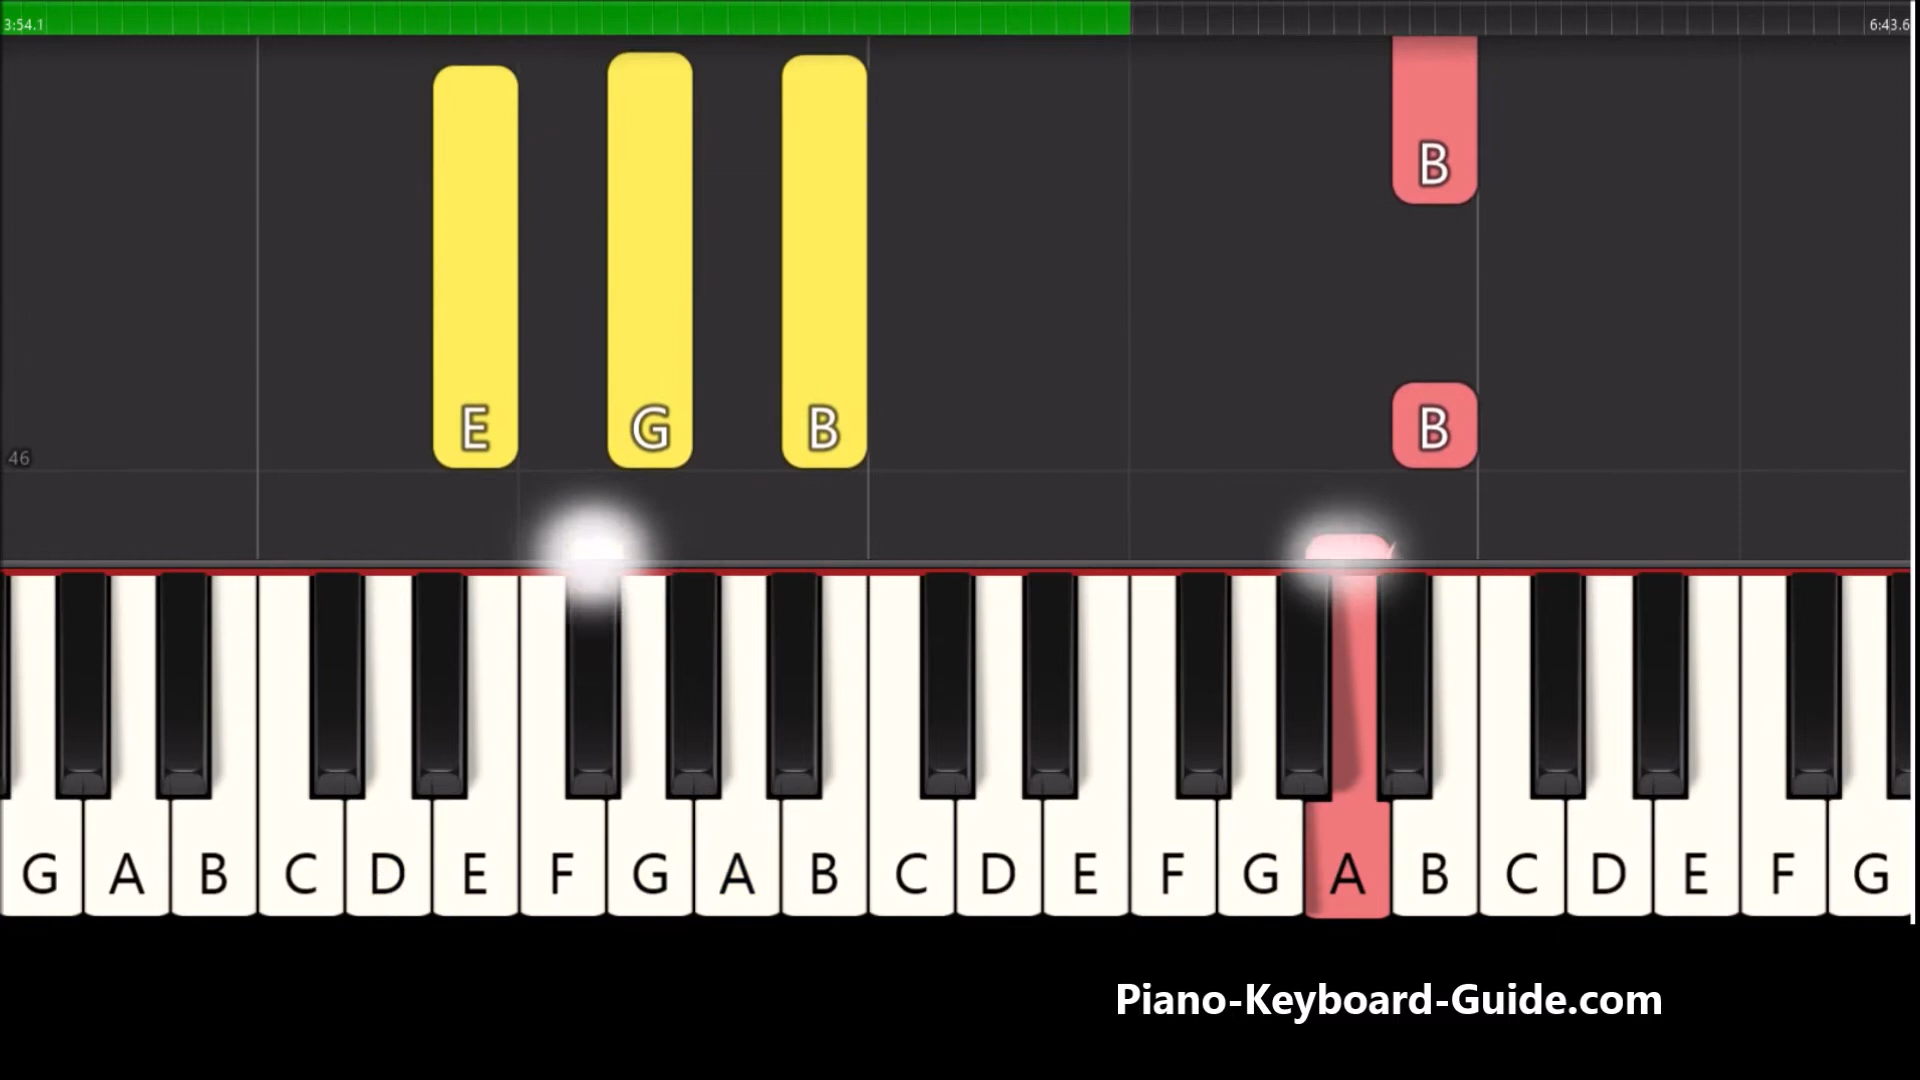 3:54.1 6:43.6
B
E G B B
46
G A B C D E F G A B C D E F G A B C D E F G
Piano-Keyboard-Guide.com